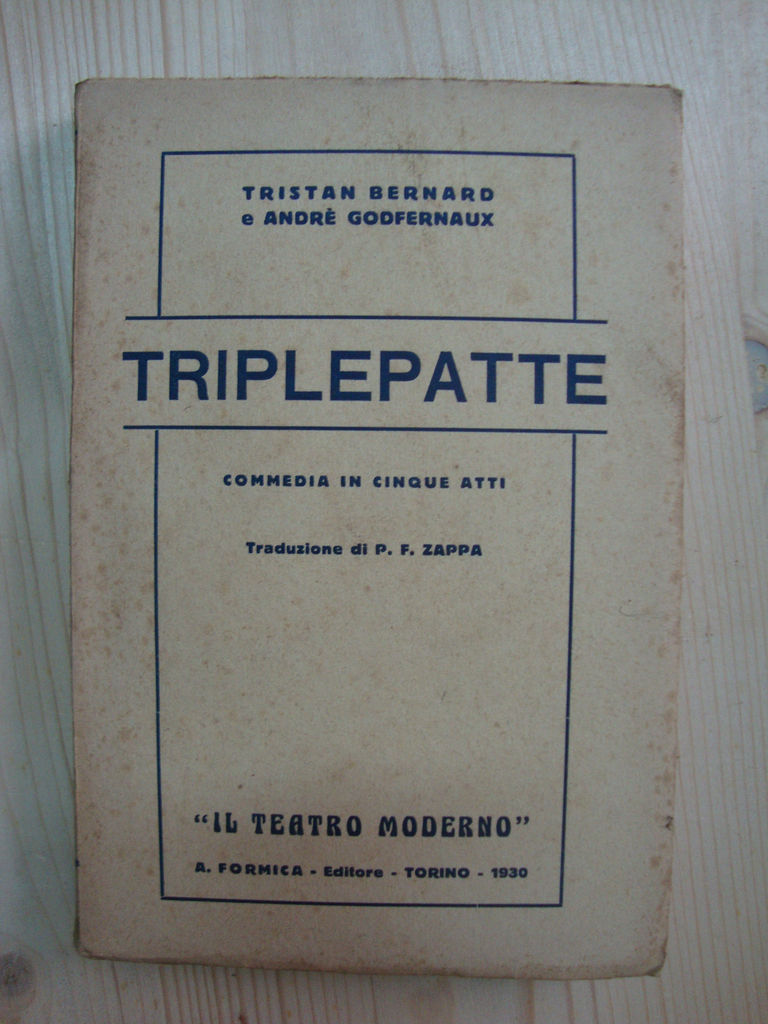 TRISTAN BERNARD
e ANDRÈ GODFERNAUX
TRIPLEPATTE
COMMEDIA IN CINQUE ATTI
Traduzione di P. F. ZAPPA
"IL TEATRO MODERNO"
A. FORMICA - Editore - TORINO - 1930